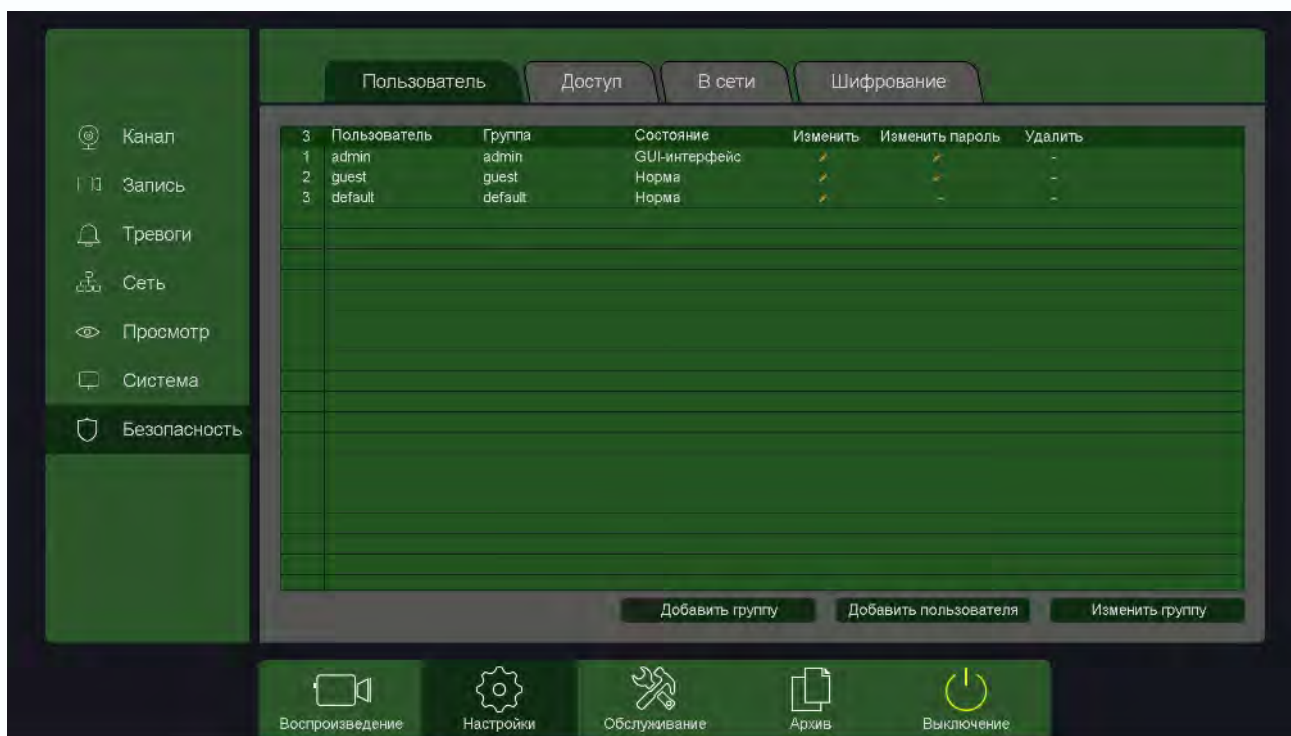 Пользователь Доступ В сети Шифрование
Канал
Запись
Тревоги
Сеть
Просмотр
Система
Безопасность
3 Пользователь Группа Состояние Изменить Изменить пароль Удалить
1 admin admin GUI-интерфейс -
2 guest guest Норма -
3 default default Норма - -
Добавить группу Добавить пользователя Изменить группу
Воспроизведение Настройки Обслуживание Архив Выключение